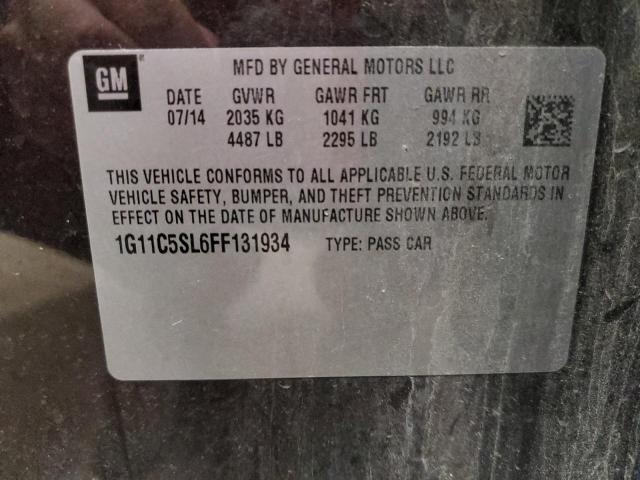 GM
MFD BY GENERAL MOTORS LLC
DATE GVWR GAWR FRT GAWR RR
07/14 2035 KG 1041 KG 994 KG
4487 LB 2295 LB 2192 LB
THIS VEHICLE CONFORMS TO ALL APPLICABLE U.S. FEDERAL MOTOR
VEHICLE SAFETY, BUMPER, AND THEFT PREVENTION STANDARDS IN
EFFECT ON THE DATE OF MANUFACTURE SHOWN ABOVE.
1G11C5SL6FF131934 TYPE: PASS CAR